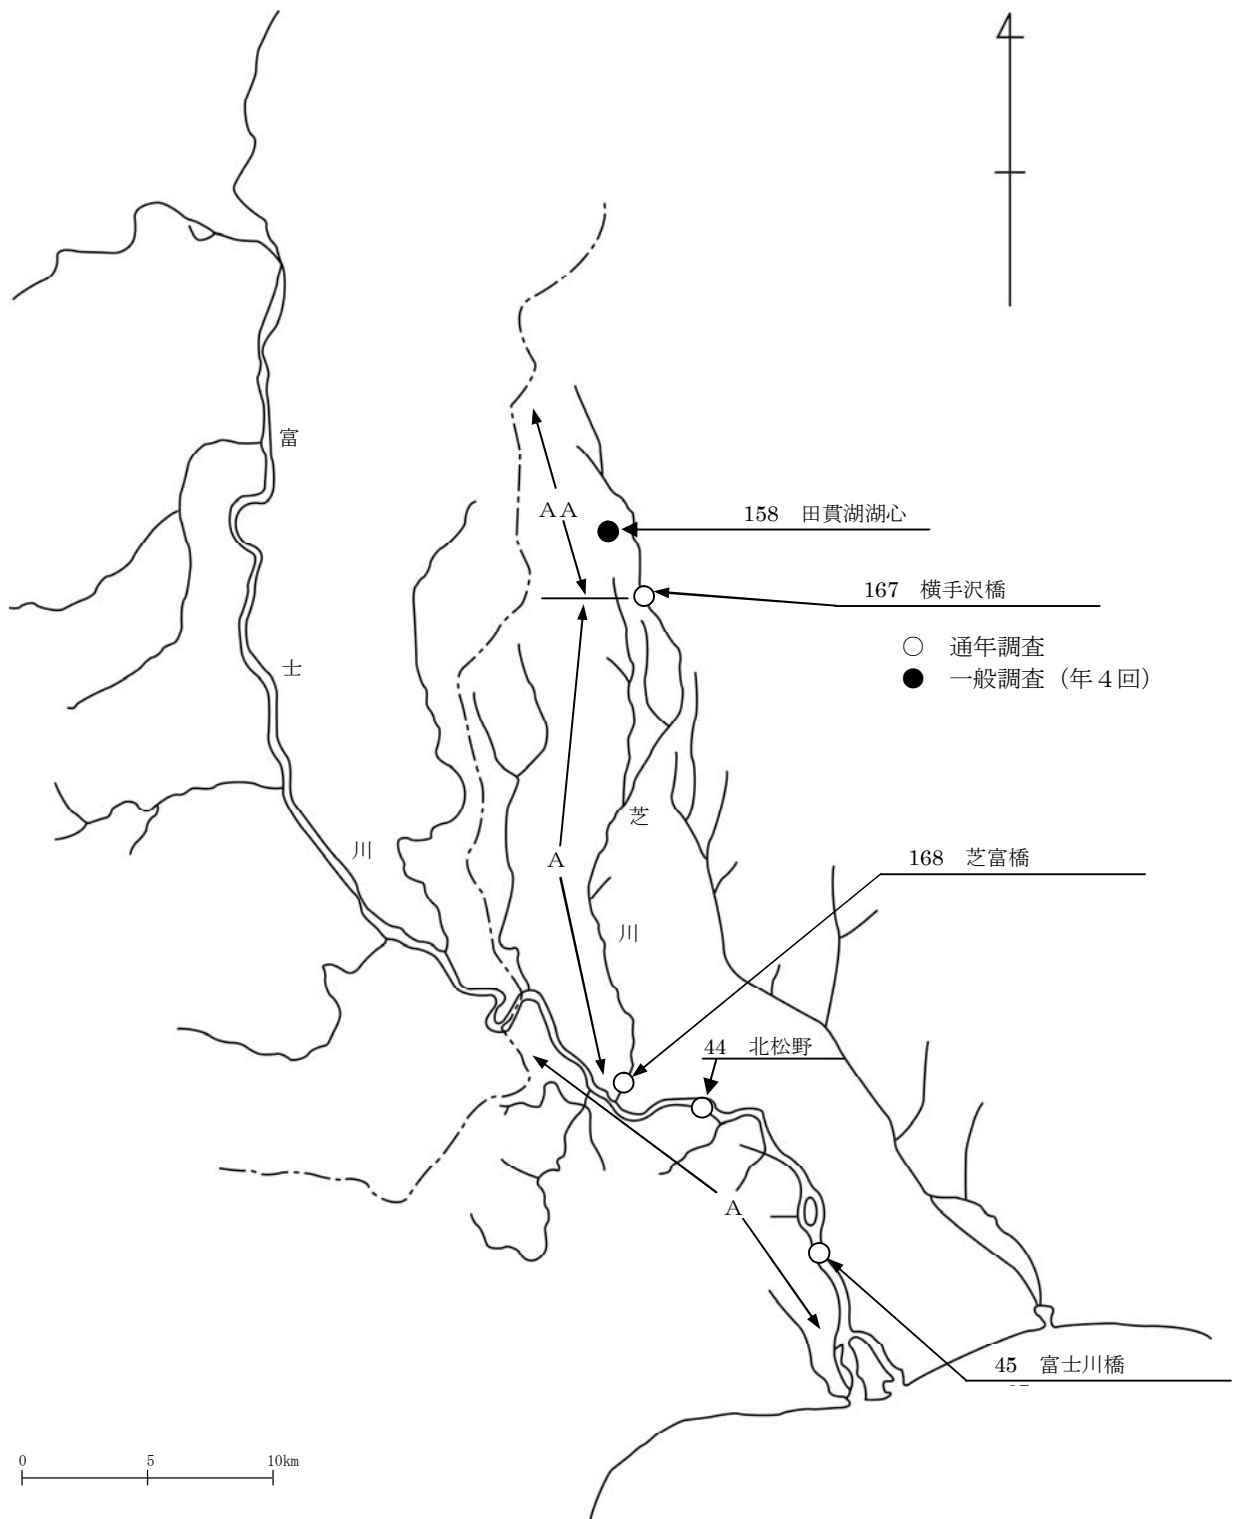 富
ＡＡ
158　田貫湖湖心
167　横手沢橋
○　通年調査
●　一般調査（年４回）
士
芝
川
Ａ
168　芝富橋
川
44　北松野
Ａ
45　富士川橋
0　5　10km